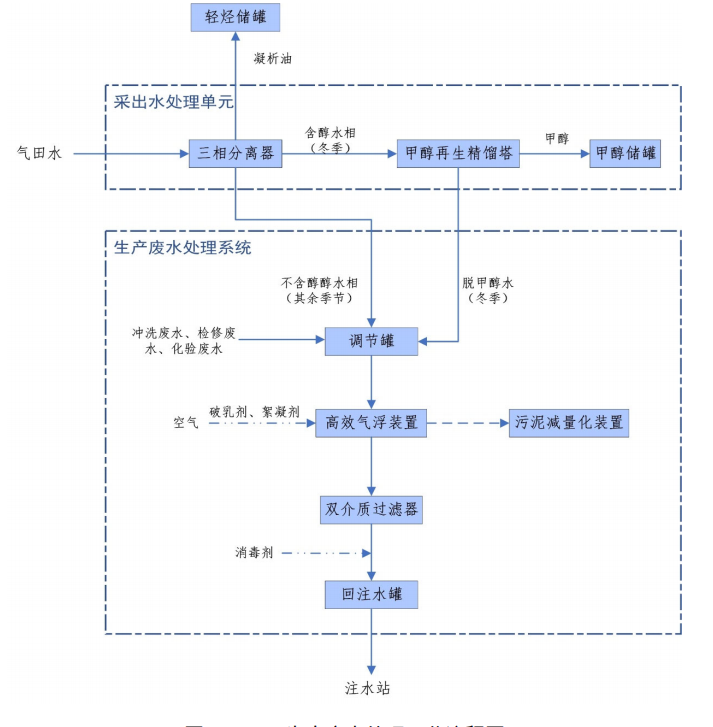 轻烃储罐
凝析油
采出水处理单元
气田水
三相分离器
含醇水相
（冬季）
甲醇再生精馏塔
甲醇
甲醇储罐
生产废水处理系统
不含醇醇水相
（其余季节）
脱甲醇水
（冬季）
冲洗废水、检修废
水、化验废水
调节罐
空气
破乳剂、絮凝剂
高效气浮装置
污泥减量化装置
双介质过滤器
消毒剂
回注水罐
注水站